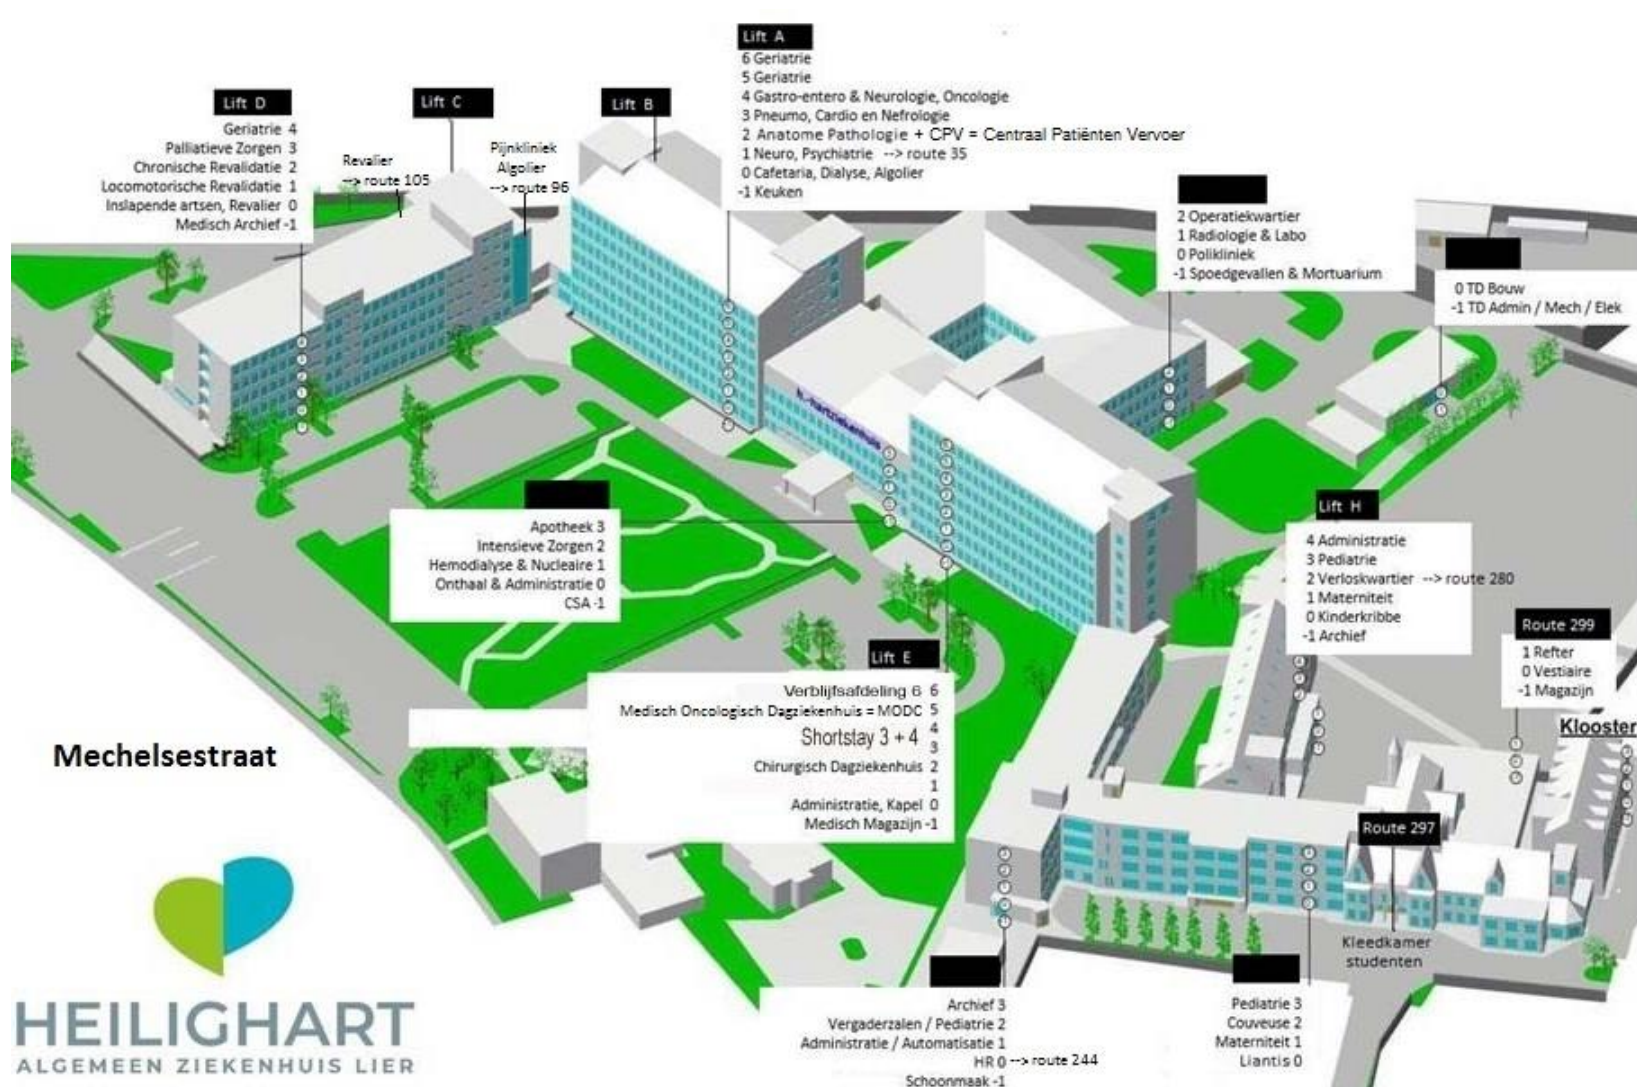 Lift A
6 Geriatrie
5 Geriatrie
4 Gastro-entero & Neurologie, Oncologie
3 Pneumo, Cardio en Nefrologie
2 Anatome Pathologie + CPV = Centraal Patiënten Vervoer
1 Neuro, Psychiatrie --> route 35
0 Cafetaria, Dialyse, Algolier
-1 Keuken
Lift D
Geriatrie 4
Palliatieve Zorgen 3
Chronische Revalidatie 2
Locomotorische Revalidatie 1
Inslapende artsen, Revalier 0
Medisch Archief -1
Lift C
Lift B
Revalier
--> route 105
Pijnkliniek
Algolier
--> route 96
2 Operatiekwartier
1 Radiologie & Labo
0 Polikliniek
-1 Spoedgevallen & Mortuarium
0 TD Bouw
-1 TD Admin / Mech / Elek
h.-hartziekenhuis
Apotheek 3
Intensieve Zorgen 2
Hemodialyse & Nucleaire 1
Onthaal & Administratie 0
CSA -1
Lift H
4 Administratie
3 Pediatrie
2 Verloskwartier --> route 280
1 Materniteit
0 Kinderkribbe
-1 Archief
Route 299
1 Refter
0 Vestiaire
-1 Magazijn
Klooster
Lift E
Verblijfsafdeling 6 6
Medisch Oncologisch Dagziekenhuis = MODC 5
Shortstay 3 + 4 4
3
Chirurgisch Dagziekenhuis 2
1
Administratie, Kapel 0
Medisch Magazijn -1
Mechelsestraat
Route 297
Kleedkamer
studenten
Archief 3
Vergaderzalen / Pediatrie 2
Administratie / Automatisatie 1
HR 0 --> route 244
Schoonmaak -1
Pediatrie 3
Couveuse 2
Materniteit 1
Liantis 0
HEILIGHART
ALGEMEEN ZIEKENHUIS LIER